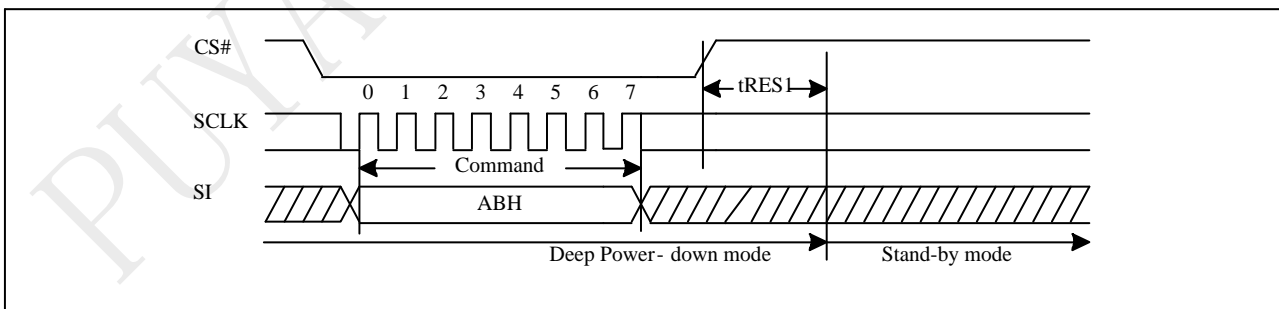 PUYA
CS#
tRES1
0 1 2 3 4 5 6 7
SCLK
Command
SI
ABH
Deep Power- down mode
Stand-by mode